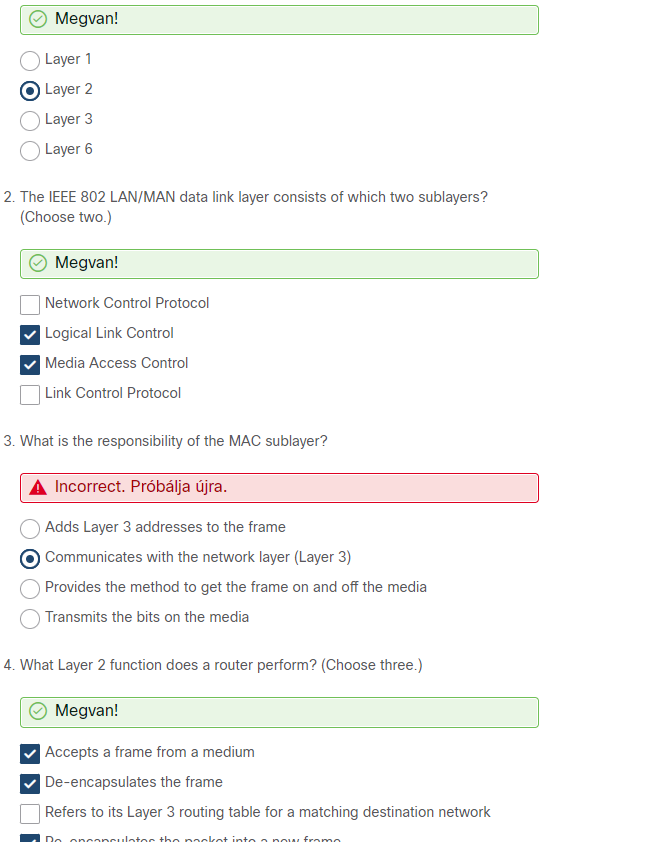 Megvan!
Layer 1
Layer 2
Layer 3
Layer 6
2. The IEEE 802 LAN/MAN data link layer consists of which two sublayers?
(Choose two.)
Megvan!
Network Control Protocol
Logical Link Control
Media Access Control
Link Control Protocol
3. What is the responsibility of the MAC sublayer?
Incorrect. Próbálja újra.
Adds Layer 3 addresses to the frame
Communicates with the network layer (Layer 3)
Provides the method to get the frame on and off the media
Transmits the bits on the media
4. What Layer 2 function does a router perform? (Choose three.)
Megvan!
Accepts a frame from a medium
De-encapsulates the frame
Refers to its Layer 3 routing table for a matching destination network
Re-encapsulates the packet into a new frame